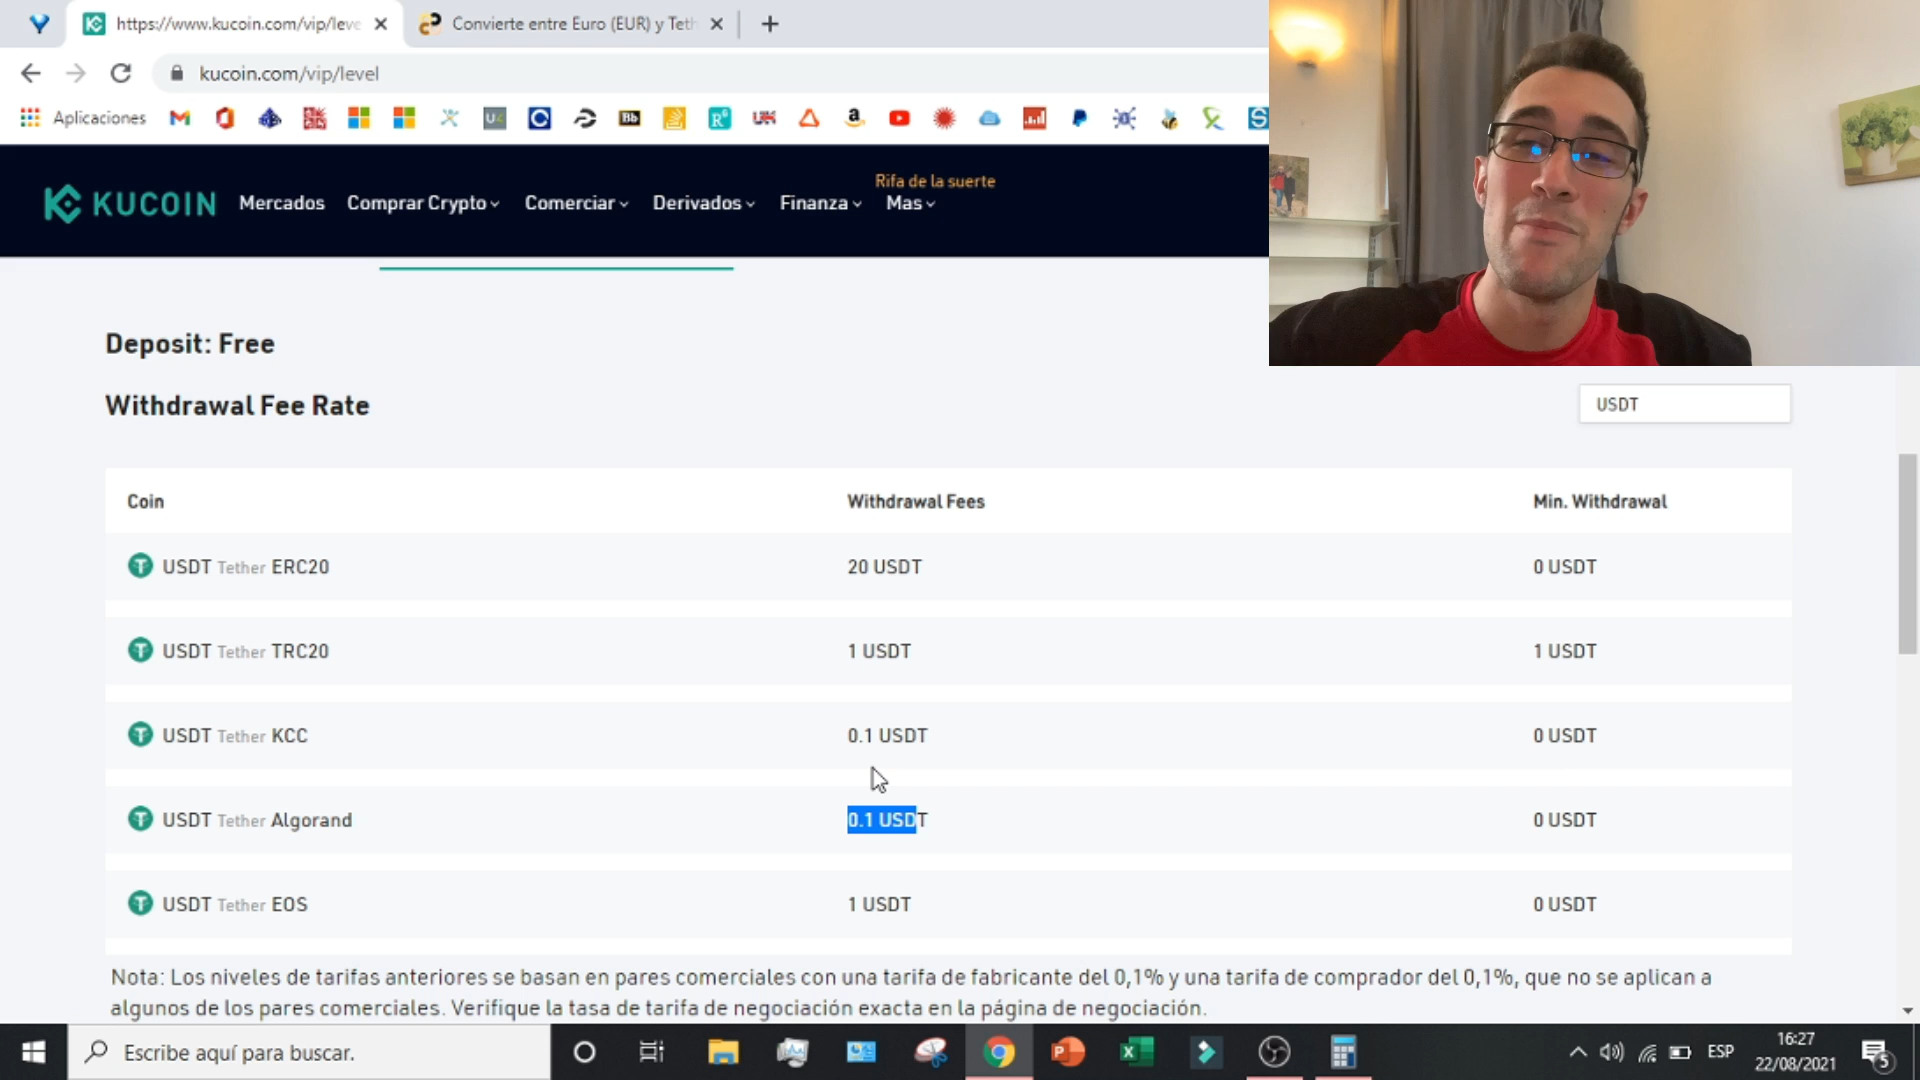 https://www.kucoin.com/vip/leve
Convierte entre Euro (EUR) y Teth
kucoin.com/vip/level
Aplicaciones
Bb
KUCOIN
Mercados
Comprar Crypto
Comerciar
Derivados
Finanza
Rifa de la suerte
Mas
Deposit: Free
Withdrawal Fee Rate
USDT
Coin Withdrawal Fees Min. Withdrawal
USDT Tether ERC20 20 USDT 0 USDT
USDT Tether TRC20 1 USDT 1 USDT
USDT Tether KCC 0.1 USDT 0 USDT
USDT Tether Algorand 0.1 USDT 0 USDT
USDT Tether EOS 1 USDT 0 USDT
Nota: Los niveles de tarifas anteriores se basan en pares comerciales con una tarifa de fabricante del 0,1% y una tarifa de comprador del 0,1%, que no se aplican a
algunos de los pares comerciales. Verifique la tasa de tarifa de negociación exacta en la página de negociación.
Escribe aquí para buscar.
ESP
16:27
22/08/2021
5